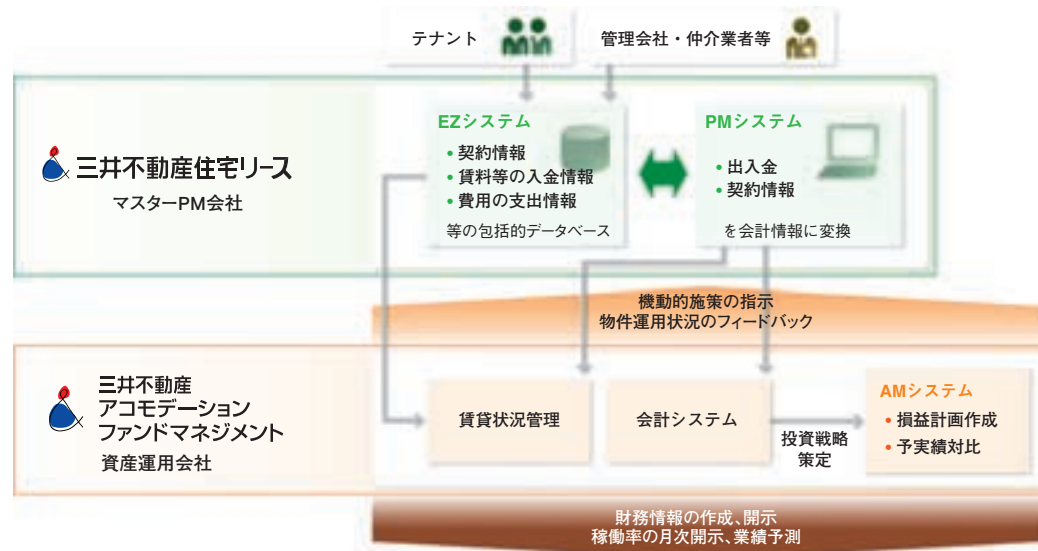 テナント
管理会社・仲介業者等
三井不動産住宅リース
マスターPM会社
EZシステム
• 契約情報
• 賃料等の入金情報
• 費用の支出情報
等の包括的データベース
PMシステム
• 出入金
• 契約情報
を会計情報に変換
機動的施策の指示
物件運用状況のフィードバック
三井不動産
アコモデーション
ファンドマネジメント
資産運用会社
賃貸状況管理
会計システム
投資戦略
策定
AMシステム
• 損益計画作成
• 予実績対比
財務情報の作成、開示
稼働率の月次開示、業績予測